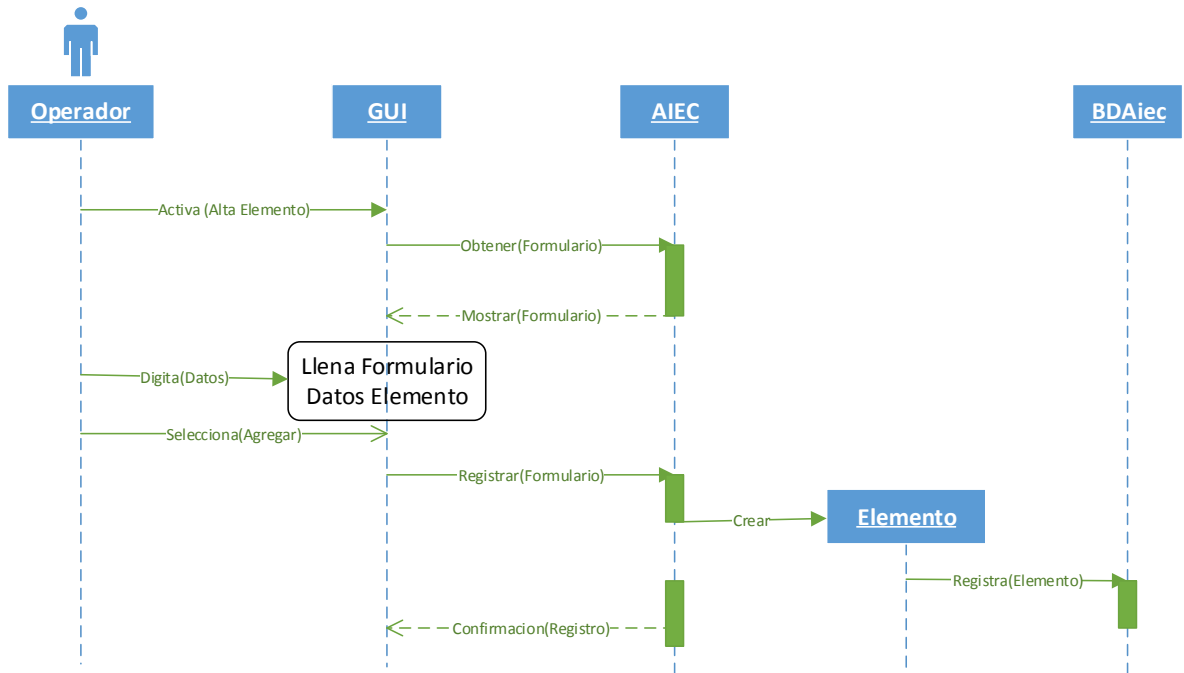 Operador
GUI
AIEC
BDAiec
Activa (Alta Elemento)
Obtener(Formulario)
Mostrar(Formulario)
Llena Formulario
Datos Elemento
Digita(Datos)
Selecciona(Agregar)
Registrar(Formulario)
Crear
Elemento
Registra(Elemento)
Confirmacion(Registro)